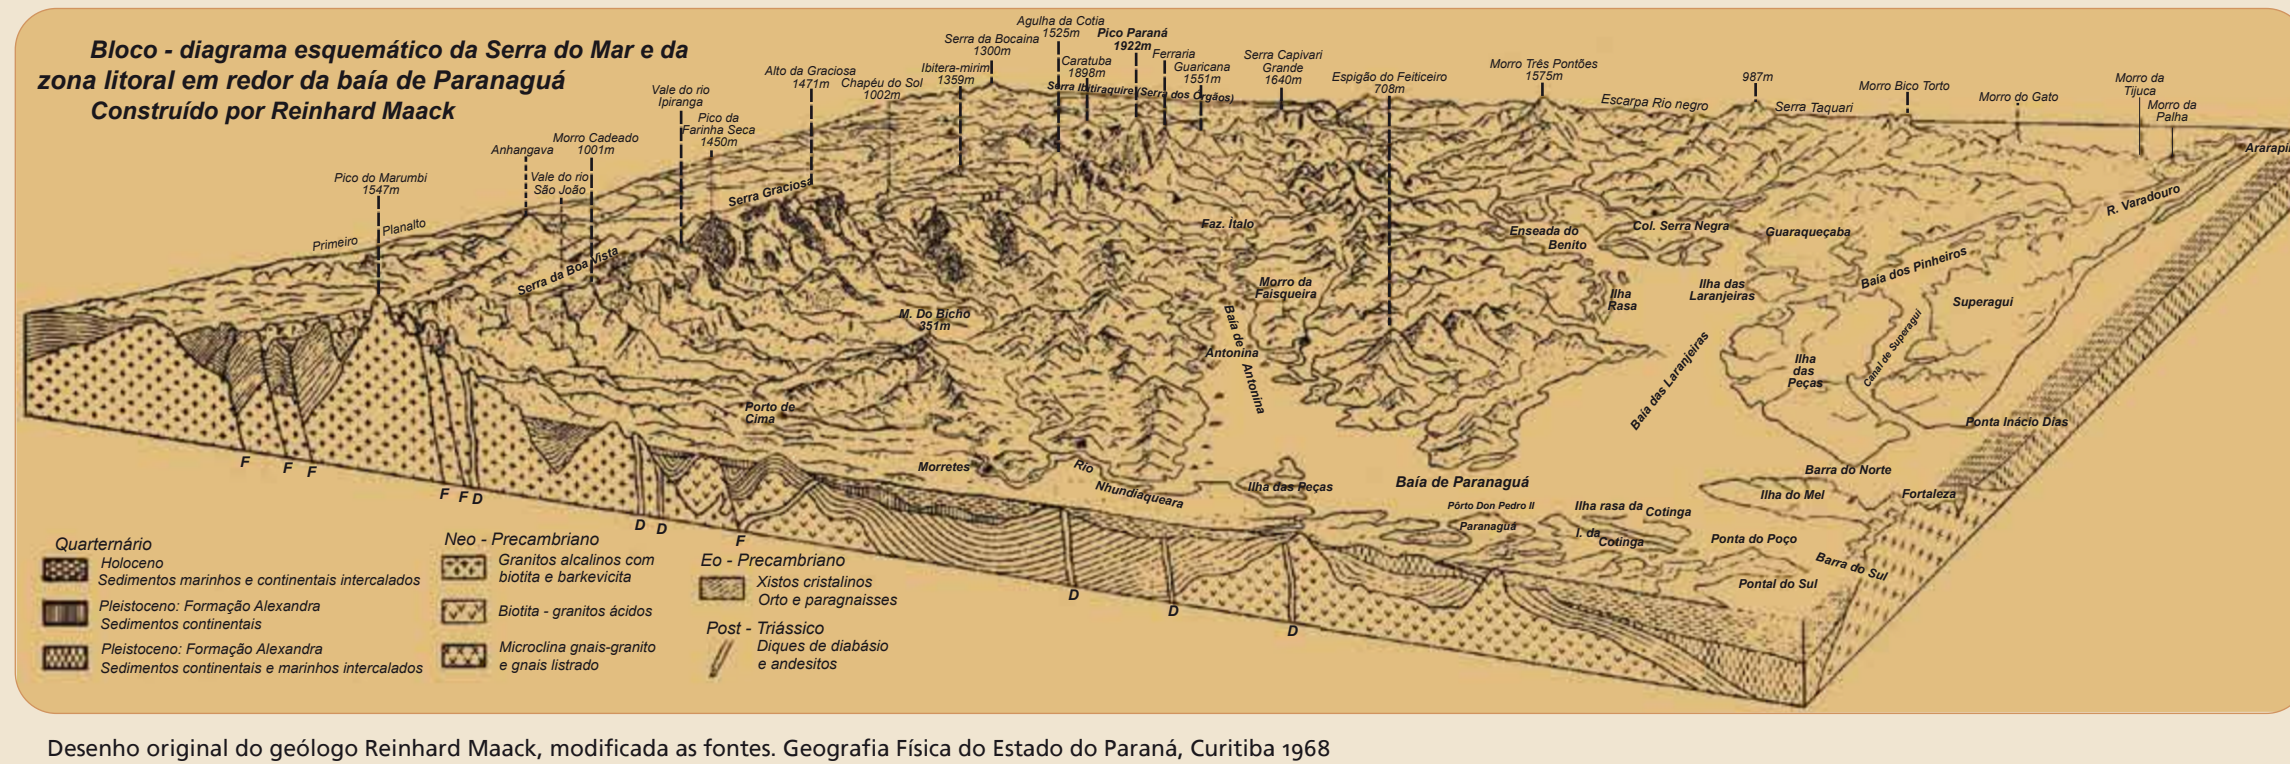 Bloco - diagrama esquemático da Serra do Mar e da
zona litoral em redor da baía de Paranaguá
Construído por Reinhard Maack
Pico do Marumbi
1547m
Primeiro
Planalto
Anhangava
Vale do rio
São João
Morro Cadeado
1001m
Serra da Boa Vista
Vale do rio
Ipiranga
Pico da
Farinha Seca
1450m
Serra Graciosa
Alto da Graciosa
1471m
Chapéu do Sol
1002m
Ibitera-mirim
1359m
Serra da Bocaina
1300m
Agulha da Cotia
1525m
Caratuba
1898m
Pico Paraná
1922m
Ferraria
Guaricana
1551m
Serra Ibitiraquire (Serra dos Orgãos)
Serra Capivari
Grande
1640m
Espigão do Feiticeiro
708m
Morro Três Pontões
1575m
Escarpa Rio negro
987m
Serra Taquari
Morro Bico Torto
Morro do Gato
Morro da
Tijuca
Morro da
Palha
R. Varadouro
Faz. Ítalo
Enseada do
Benito
Col. Serra Negra
Guaraqueçaba
Baía dos Pinheiros
Morro da
Faisqueira
Ilha
Rasa
Ilha das
Laranjeiras
Superagui
M. Do Bicho
351m
Baía de Antonina
Antonina
Baía das Laranjeiras
Ilha
das
Peças
Canal de Superagui
Porto de
Cima
Ponta Inácio Dias
Morretes
Rio
Nhundiaqueara
Ilha das Peças
Baía de Paranaguá
Barra do Norte
Ilha do Mel
Fortaleza
Pôrto Don Pedro II
Paranaguá
Ilha rasa da
Cotinga
I. da
Cotinga
Ponta do Poço
Barra do Sul
Pontal do Sul
F
F
F
F
F
D
D
D
F
D
D
D
Quarternário
Holoceno
Sedimentos marinhos e continentais intercalados
Pleistoceno: Formação Alexandra
Sedimentos continentais
Pleistoceno: Formação Alexandra
Sedimentos continentais e marinhos intercalados
Neo - Precambriano
Granitos alcalinos com
biotita e barkevicita
Biotita - granitos ácidos
Microclina gnais-granito
e gnais listrado
Eo - Precambriano
Xistos cristalinos
Orto e paragnaisses
Post - Triássico
Diques de diabásio
e andesitos
Desenho original do geólogo Reinhard Maack, modificada as fontes. Geografia Física do Estado do Paraná, Curitiba 1968